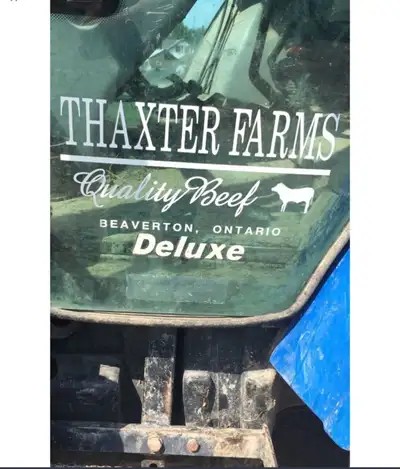 THAXTER FARMS
Quality Beef
BEAVERTON, ONTARIO
Deluxe